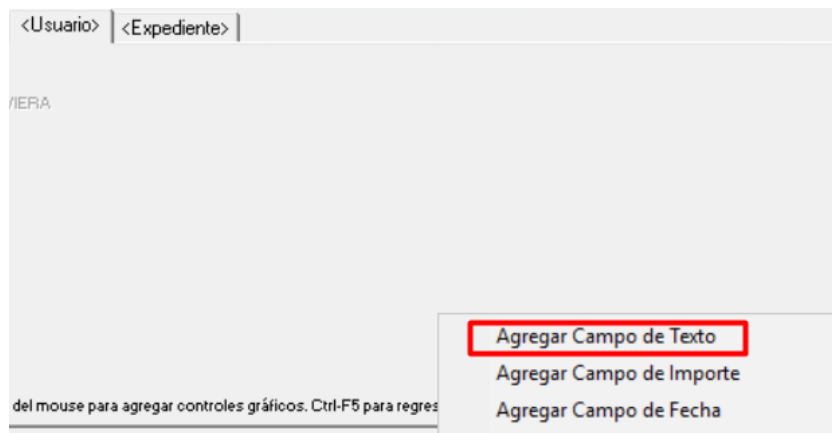 <Usuario> <Expediente>
VIERA
Agregar Campo de Texto
Agregar Campo de Importe
del mouse para agregar controles gráficos. Ctrl-F5 para regres
Agregar Campo de Fecha